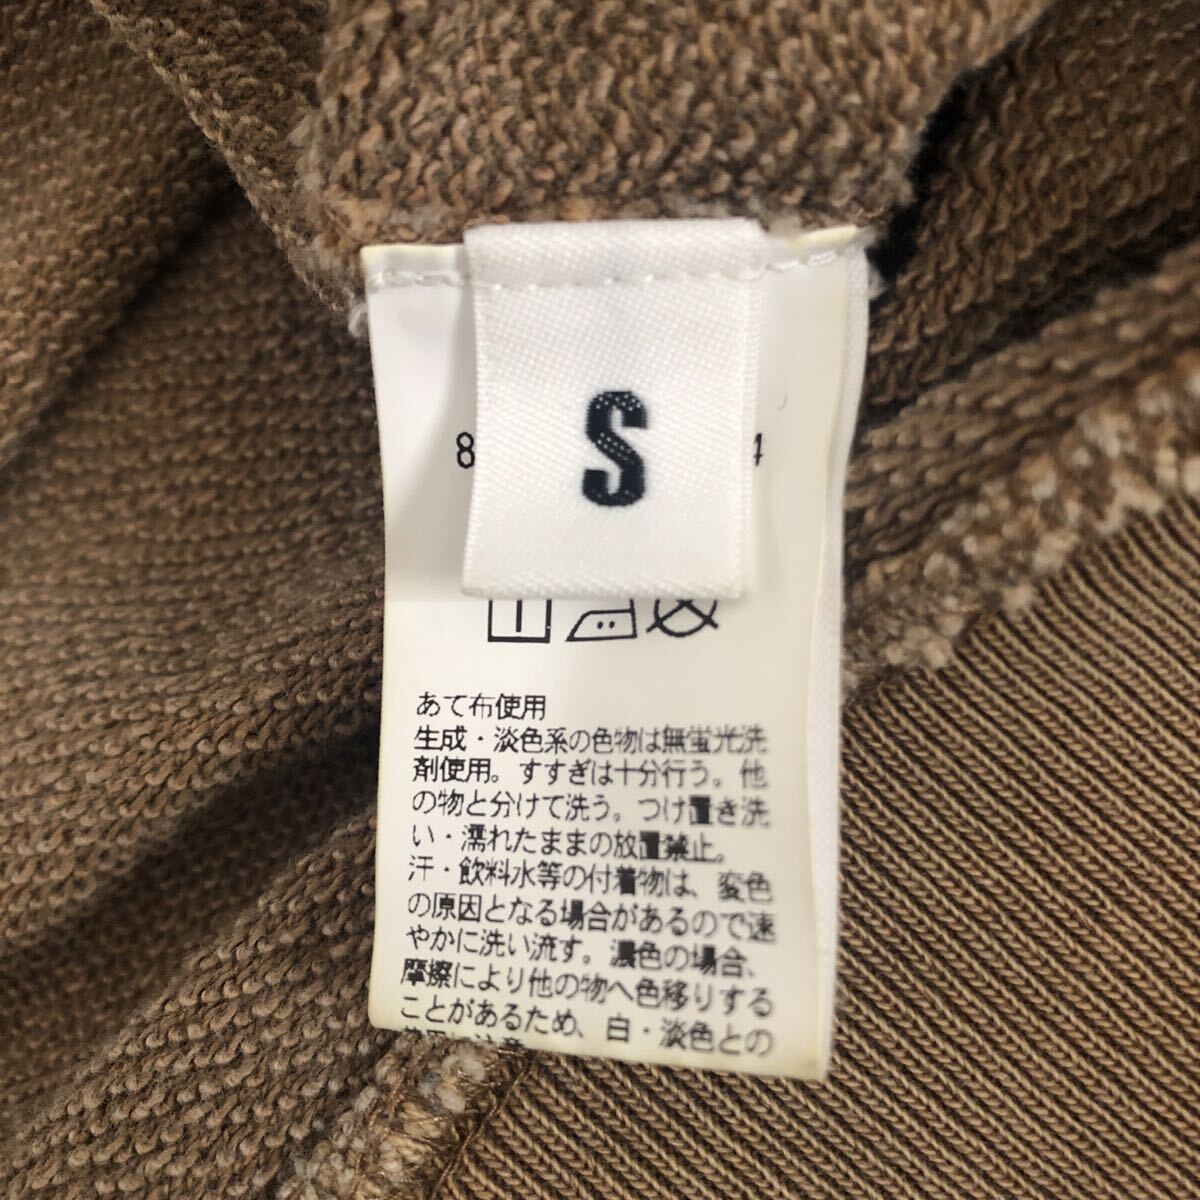 S
8
4
あて布使用
生成・淡色系の色物は無蛍光洗
剤使用。すすぎは十分行う。他
の物と分けて洗う。つけ置き洗
い・濡れたままの放置禁止。
汗・飲料水等の付着物は、変色
の原因となる場合があるので速
やかに洗い流す。濃色の場合、
摩擦により他の物へ色移りする
ことがあるため、白・淡色との